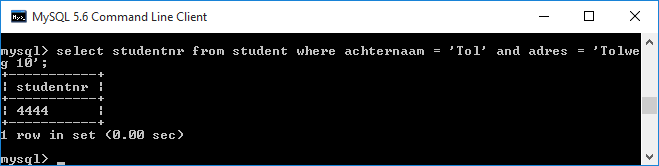 MySQL 5.6 Command Line Client
mysql> select studentnr from student where achternaam = 'Tol' and adres = 'Tolwe
g 10';
+-----------+
| studentnr |
+-----------+
| 4444      |
+-----------+
1 row in set (0.00 sec)
mysql> _